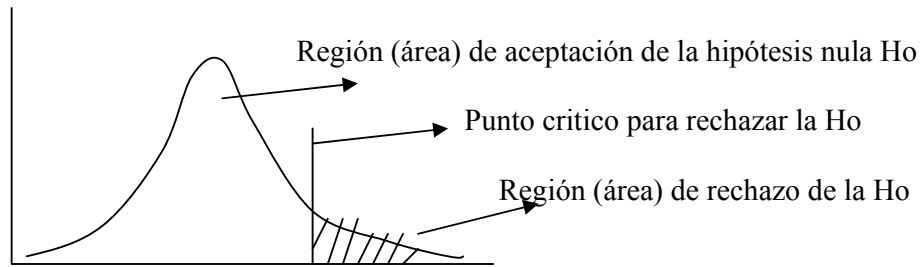 Región (área) de aceptación de la hipótesis nula Ho
Punto critico para rechazar la Ho
Región (área) de rechazo de la Ho